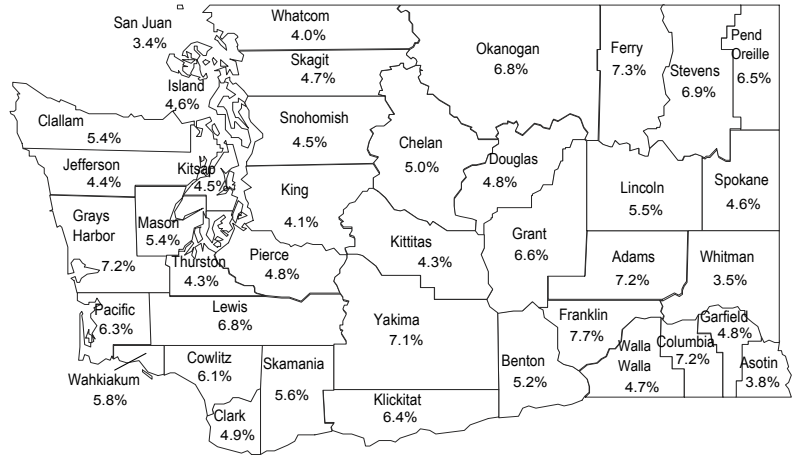 San Juan
3.4%
Whatcom
4.0%
Skagit
4.7%
Island
4.6%
Okanogan
6.8%
Ferry
7.3%
Stevens
6.9%
Pend
Oreille
6.5%
Clallam
5.4%
Snohomish
4.5%
Chelan
5.0%
Douglas
4.8%
Jefferson
4.4%
Kitsap
4.5%
King
4.1%
Lincoln
5.5%
Spokane
4.6%
Grays
Harbor
7.2%
Mason
5.4%
Thurston
4.3%
Pierce
4.8%
Kittitas
4.3%
Grant
6.6%
Adams
7.2%
Whitman
3.5%
Pacific
6.3%
Lewis
6.8%
Yakima
7.1%
Franklin
7.7%
Garfield
4.8%
Wahkiakum
5.8%
Cowlitz
6.1%
Skamania
5.6%
Benton
5.2%
Walla
Walla
4.7%
Columbia
7.2%
Asotin
3.8%
Clark
4.9%
Klickitat
6.4%